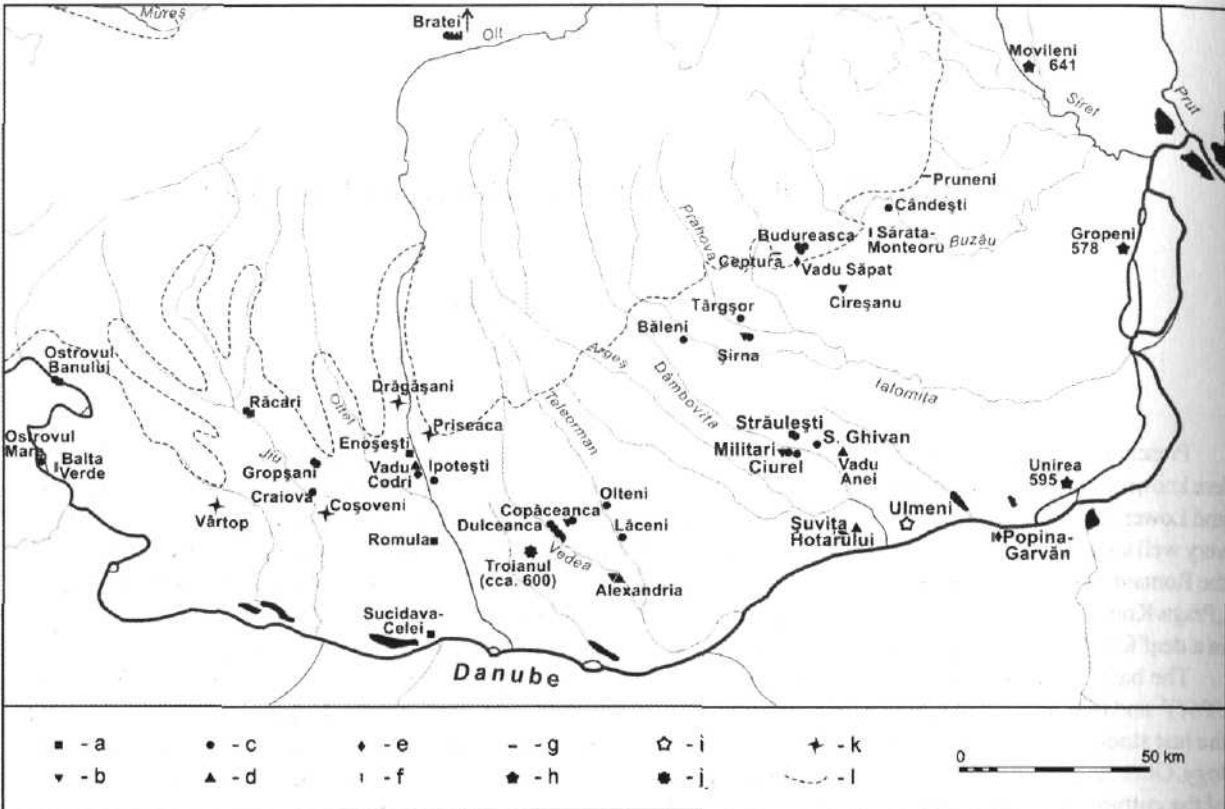 Mureș
Bratei
Olt
Movileni
641
Siret
Prut
Pruneni
Cândești
Sărata-
Monteoru
Buzău
Gropeni
578
Prahova
Budureasca
Ceptura
Vadu Săpat
Cireșanu
Târgșor
Băleni
Șirna
Ialomița
Argeș
Dâmbovița
Ostrovul
Banului
Răcari
Olteț
Drăgășani
Priseaca
Teleorman
Străulești
S. Ghivan
Ostrovul
Mare
Balta
Verde
Jiu
Enoșești
Vadu
Codri
Ipotești
Militari
Ciurel
Vadu
Anei
Unirea
595
Gropșani
Craiova
Vârtop
Coșoveni
Copăceanca
Dulceanca
Olteni
Lăceni
Șuvița
Hotarului
Ulmeni
Popina-
Garvăn
Romula
Troianul
(cca. 600)
Vedea
Alexandria
Sucidava-
Celei
Danube
- a
- c
- e
- g
- i
- k
- b
- d
- f
- h
- j
- l
0 50 km